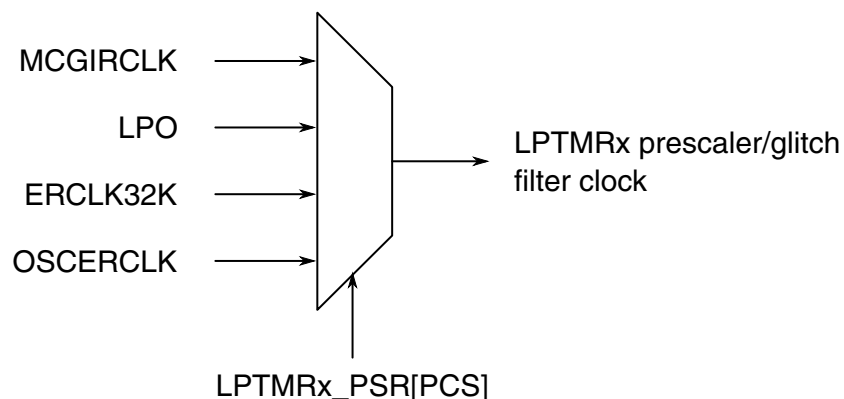 MCGIRCLK
LPO
ERCLK32K
OSCERCLK
LPTMRx prescaler/glitch
filter clock
LPTMRx_PSR[PCS]